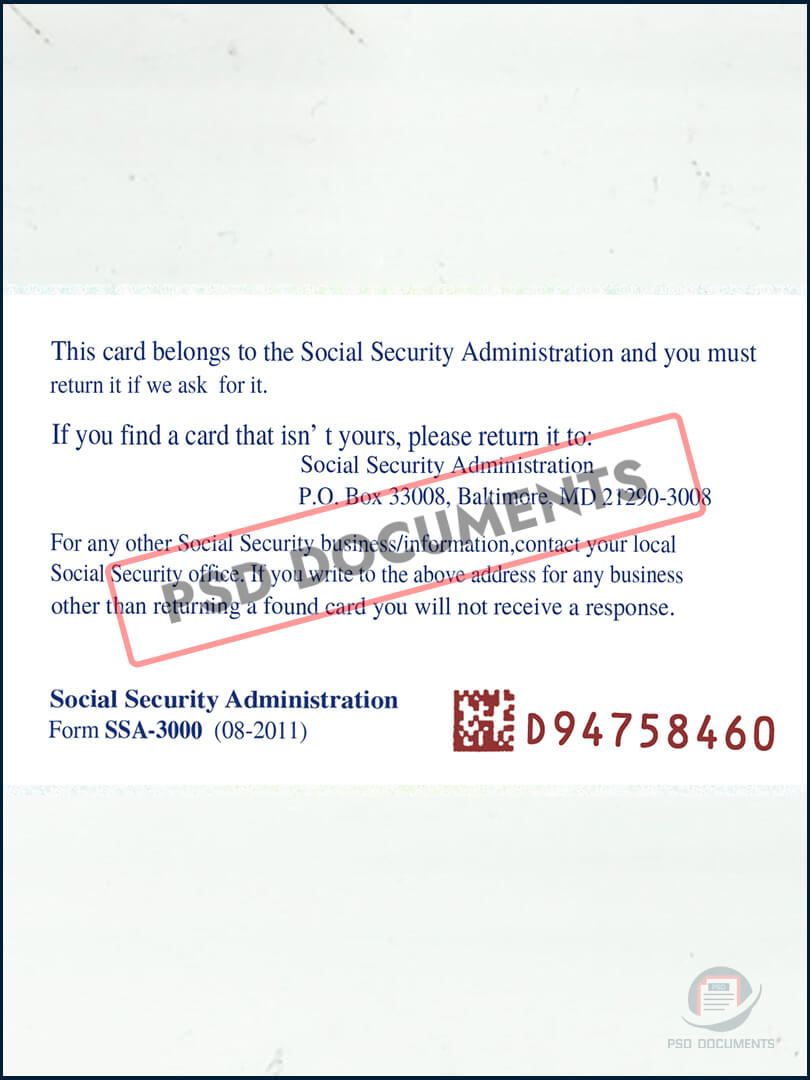 This card belongs to the Social Security Administration and you must
return it if we ask for it.
If you find a card that isn’ t yours, please return it to:
Social Security Administration
P.O. Box 33008, Baltimore, MD 21290-3008
PSD DOCUMENTS
For any other Social Security business/information,contact your local
Social Security office. If you write to the above address for any business
other than returning a found card you will not receive a response.
Social Security Administration
Form SSA-3000 (08-2011)
D94758460
PSD
PSD DOCUMENTS